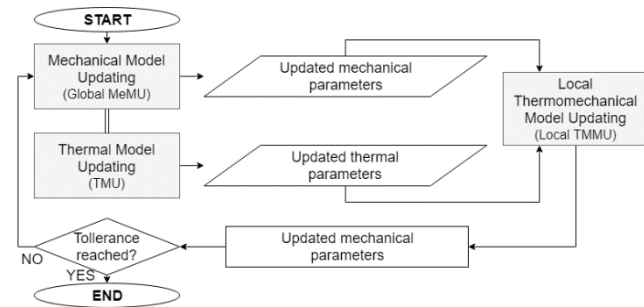 START
Mechanical Model
Updating
(Global MeMU)
Updated mechanical
parameters
Local
Thermomechanical
Model Updating
(Local TMMU)
Thermal Model
Updating
(TMU)
Updated thermal
parameters
Tollerance
reached?
Updated mechanical
parameters
NO
YES
END